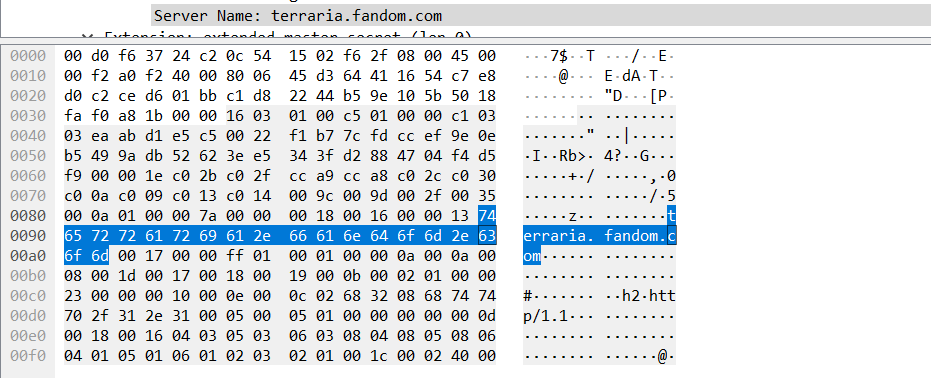 Server Name: terraria.fandom.com
Extension: extended_master_secret (len=0)
0000 00 d0 f6 37 24 c2 0c 54 15 02 f6 2f 08 00 45 00 ···7$··T ···/··E·
0010 00 f2 a0 f2 40 00 80 06 45 d3 64 41 16 54 c7 e8 ····@··· E·dA·T··
0020 d0 c2 ce d6 01 bb c1 d8 22 44 b5 9e 10 5b 50 18 ········ "D···[P·
0030 fa f0 a8 1b 00 00 16 03 01 00 c5 01 00 00 c1 03 ········ ········
0040 03 ea ab d1 e5 c5 00 22 f1 b7 7c fd cc ef 9e 0e ·······" ··|·····
0050 b5 49 9a db 52 62 3e e5 34 3f d2 88 47 04 f4 d5 ·I··Rb>· 4?··G···
0060 f9 00 00 1e c0 2b c0 2f cc a9 cc a8 c0 2c c0 30 ·····+·/ ·····,·0
0070 c0 0a c0 09 c0 13 c0 14 00 9c 00 9d 00 2f 00 35 ········ ·····/·5
0080 00 0a 01 00 00 7a 00 00 00 18 00 16 00 00 13 74 ·····z·· ·······t
0090 65 72 72 61 72 69 61 2e 66 61 6e 64 6f 6d 2e 63 erraria. fandom.c
00a0 6f 6d 00 17 00 00 ff 01 00 01 00 00 0a 00 0a 00 om······ ········
00b0 08 00 1d 00 17 00 18 00 19 00 0b 00 02 01 00 00 ········ ········
00c0 23 00 00 00 10 00 0e 00 0c 02 68 32 08 68 74 74 #······· ··h2·htt
00d0 70 2f 31 2e 31 00 05 00 05 01 00 00 00 00 00 0d p/1.1··· ········
00e0 00 18 00 16 04 03 05 03 06 03 08 04 08 05 08 06 ········ ········
00f0 04 01 05 01 06 01 02 03 02 01 00 1c 00 02 40 00 ········ ······@·